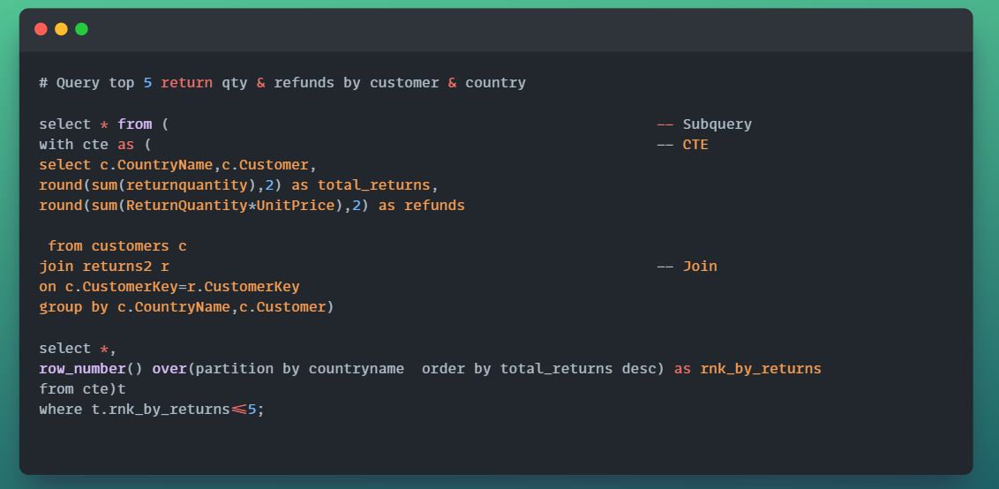 # Query top 5 return qty & refunds by customer & country
select * from ( -- Subquery
with cte as ( -- CTE
select c.CountryName,c.Customer,
round(sum(returnquantity),2) as total_returns,
round(sum(ReturnQuantity*UnitPrice),2) as refunds
from customers c
join returns2 r -- Join
on c.CustomerKey=r.CustomerKey
group by c.CountryName,c.Customer)
select *,
row_number() over(partition by countryname  order by total_returns desc) as rnk_by_returns
from cte)t
where t.rnk_by_returns<=5;